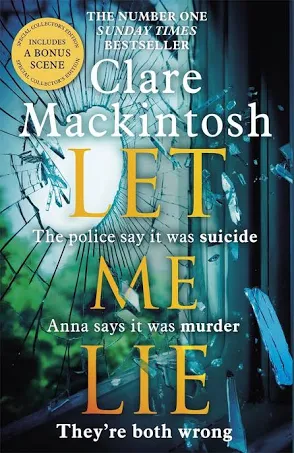 THE NUMBER ONE
SUNDAY TIMES
BESTSELLER
SPECIAL COLLECTOR'S EDITION
INCLUDES
A BONUS
SCENE
SPECIAL COLLECTOR'S EDITION
Clare
Mackintosh
LET
The police say it was suicide
ME
Anna says it was murder
LIE
They're both wrong